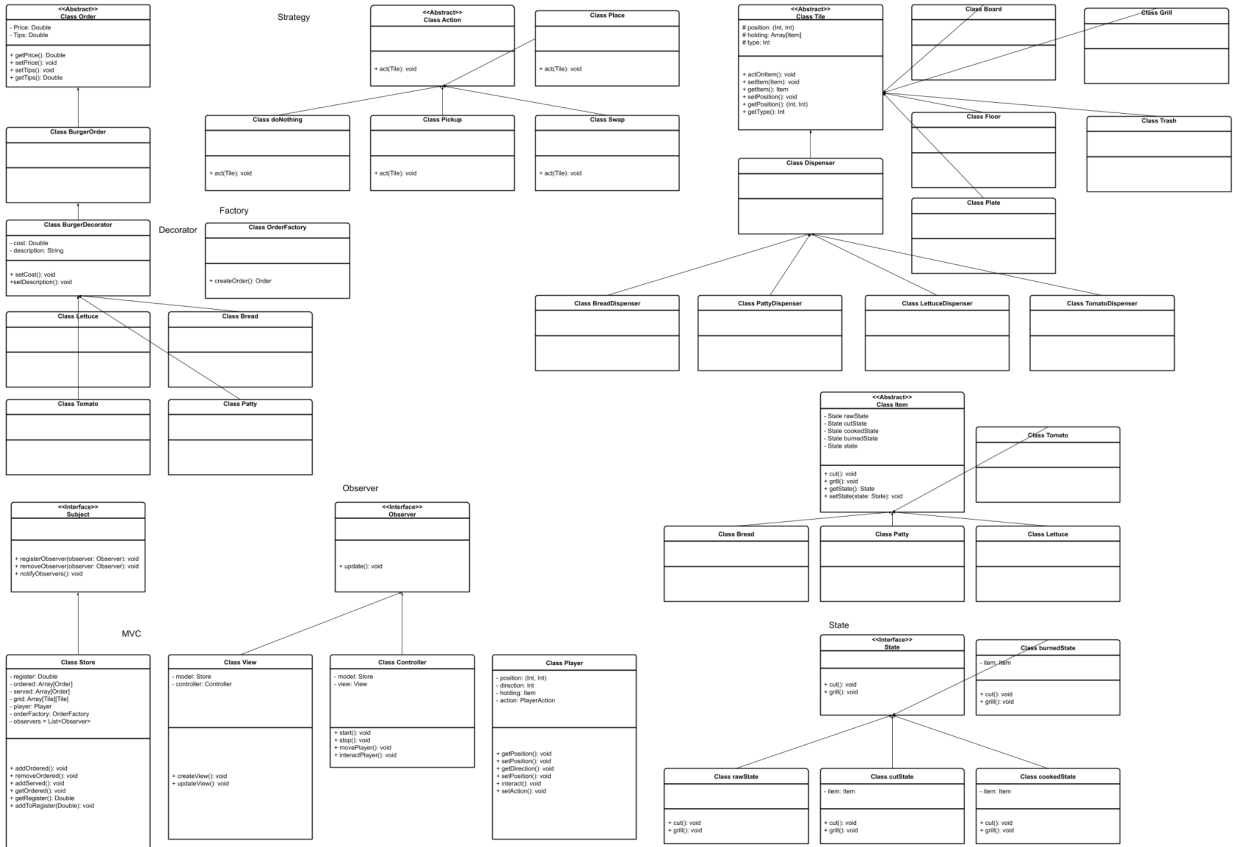 <<Abstract>>
Class Order
- Price: Double
- Tips: Double
+ getPrice(): Double
+ setPrice(): void
+ setTips(): void
+ getTips(): Double
Class BurgerOrder
Class BurgerDecorator
- cost: Double
- description: String
+ setCost(): void
+setDescription(): void
Decorator
Class Lettuce
Class Bread
Class Tomato
Class Patty
Factory
Class OrderFactory
+ createOrder(): Order
Strategy
<<Abstract>>
Class Action
+ act(Tile): void
Class Place
+ act(Tile): void
Class doNothing
+ act(Tile): void
Class Pickup
+ act(Tile): void
Class Swap
+ act(Tile): void
<<Abstract>>
Class Tile
# position: (Int, Int)
# holding: Array[Item]
# type: Int
+ actOnItem(): void
+ setItem(Item): void
+ getItem(): Item
+ setPosition(): void
+ getPosition(): (Int, Int)
+ getType(): Int
Class Board
Class Grill
Class Floor
Class Trash
Class Plate
Class Dispenser
Class BreadDispenser
Class PattyDispenser
Class LettuceDispenser
Class TomatoDispenser
<<Abstract>>
Class Item
- State rawState
- State cutState
- State cookedState
- State burnedState
- State state
+ cut(): void
+ grill(): void
+ getState(): State
+ setState(state: State): void
Class Tomato
Class Bread
Class Patty
Class Lettuce
Observer
<<Interface>>
Subject
+ registerObserver(observer: Observer): void
+ removeObserver(observer: Observer): void
+ notifyObservers(): void
<<Interface>>
Observer
+ update(): void
MVC
Class Store
- register: Double
- ordered: Array[Order]
- served: Array[Order]
- grid: Array[Tile][Tile]
- player: Player
- orderFactory: OrderFactory
- observers = List<Observer>
+ addOrdered(): void
+ removeOrdered(): void
+ addServed(): void
+ getOrdered(): void
+ getRegister(): Double
+ addToRegister(Double): void
Class View
- model: Store
- controller: Controller
+ createView(): void
+ updateView(): void
Class Controller
- model: Store
- view: View
+ start(): void
+ stop(): void
+ movePlayer(): void
+ interactPlayer(): void
Class Player
- position: (Int, Int)
- direction: Int
- holding: Item
- action: PlayerAction
+ getPosition(): void
+ setPosition(): void
+ getDirection(): void
+ setPosition(): void
+ interact(): void
+ setAction(): void
State
<<Interface>>
State
+ cut(): void
+ grill(): void
Class burnedState
- item: Item
+ cut(): void
+ grill(): void
Class rawState
+ cut(): void
+ grill(): void
Class cutState
- item: Item
+ cut(): void
+ grill(): void
Class cookedState
- item: Item
+ cut(): void
+ grill(): void